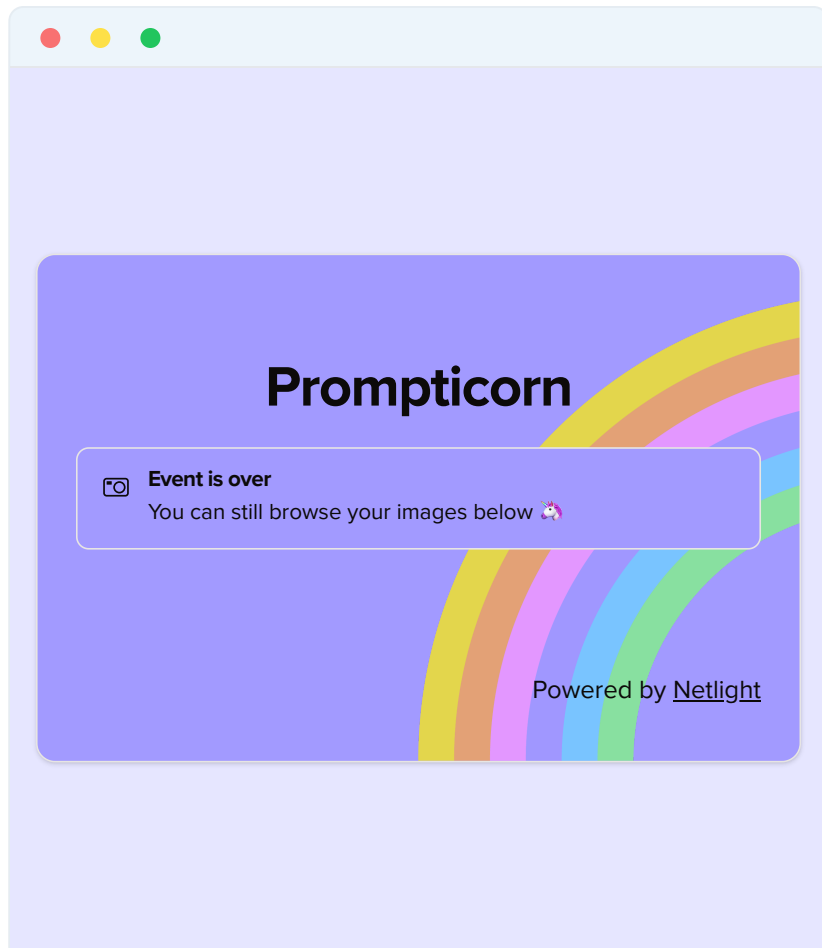 Prompticorn
Event is over
You can still browse your images below 🦄
Powered by Netlight